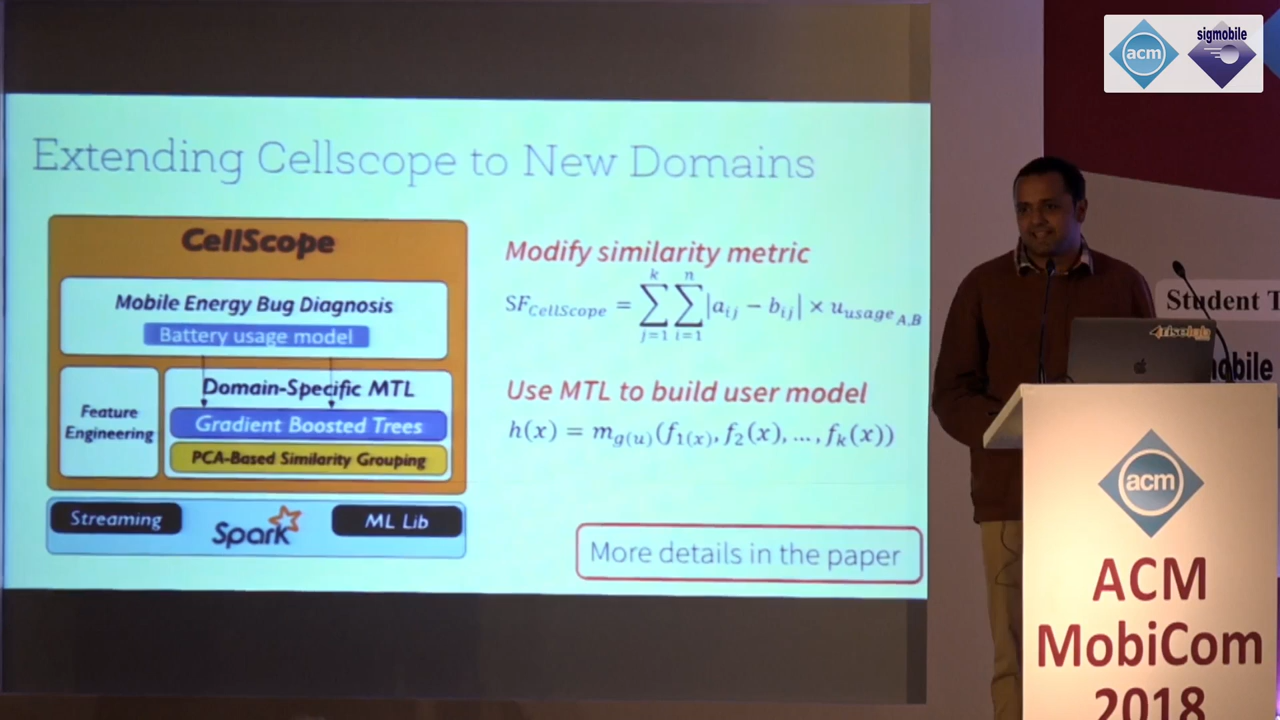 acm
sigmobile
Extending Cellscope to New Domains
CellScope
Mobile Energy Bug Diagnosis
Battery usage model
Feature
Engineering
Domain-Specific MTL
Gradient Boosted Trees
PCA-Based Similarity Grouping
Streaming
Spark
ML Lib
Modify similarity metric
SF_CellScope = ∑_{j=1}^{k} ∑_{i=1}^{n} |a_ij − b_ij| × u_usage_A,B
Use MTL to build user model
h(x) = m_g(u)(f_1(x), f_2(x), …, f_k(x))
More details in the paper
Student T
mobile
riselab
acm
ACM
MobiCom
2018